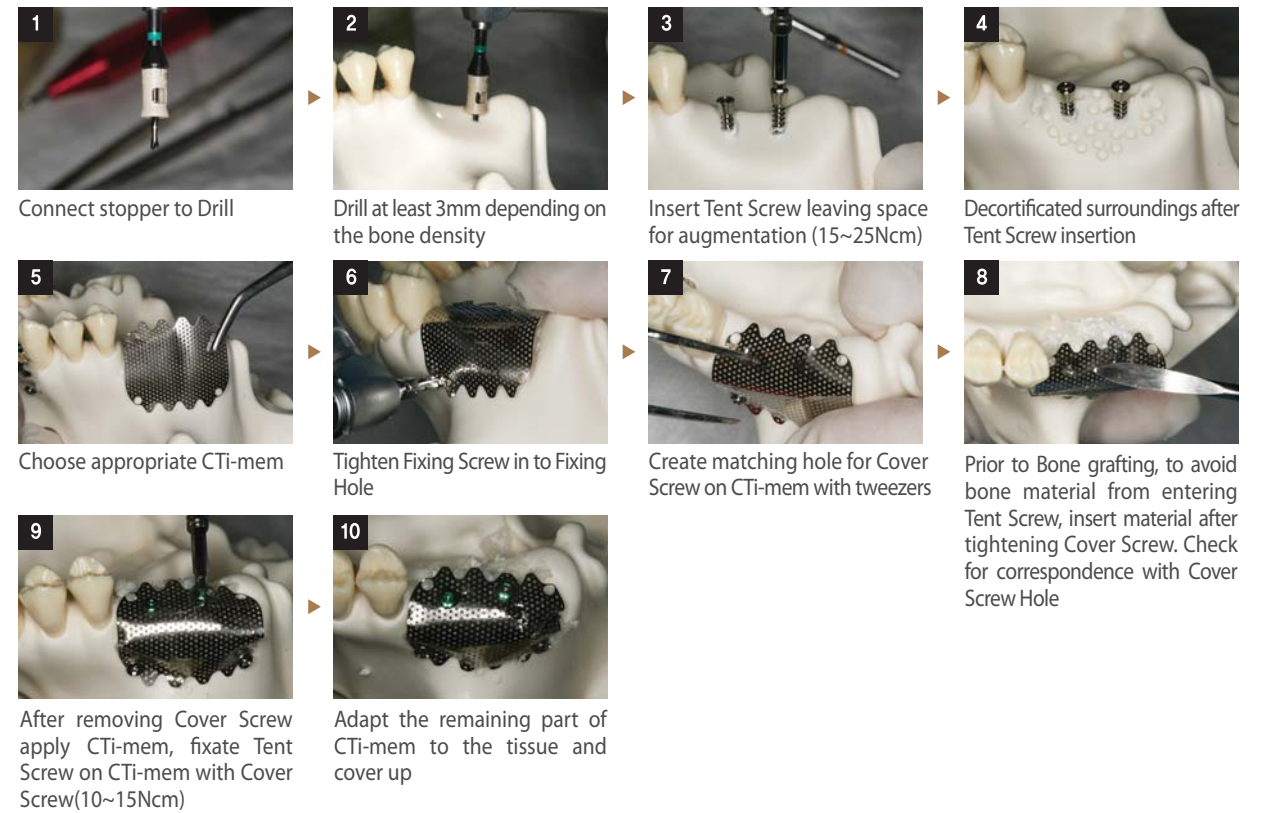 1
Connect stopper to Drill
2
Drill at least 3mm depending on
the bone density
3
Insert Tent Screw leaving space
for augmentation (15~25Ncm)
4
Decortificated surroundings after
Tent Screw insertion
5
Choose appropriate CTi-mem
6
Tighten Fixing Screw in to Fixing
Hole
7
Create matching hole for Cover
Screw on CTi-mem with tweezers
8
Prior to Bone grafting, to avoid
bone material from entering
Tent Screw, insert material after
tightening Cover Screw. Check
for correspondence with Cover
Screw Hole
9
After removing Cover Screw
apply CTi-mem, fixate Tent
Screw on CTi-mem with Cover
Screw(10~15Ncm)
10
Adapt the remaining part of
CTi-mem to the tissue and
cover up